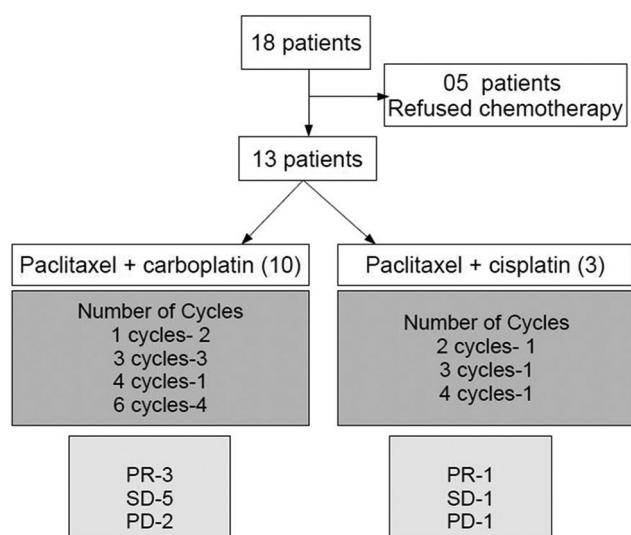 18 patients
05 patients
Refused chemotherapy
13 patients
Paclitaxel + carboplatin (10)
Number of Cycles
1 cycles- 2
3 cycles-3
4 cycles-1
6 cycles-4
PR-3
SD-5
PD-2
Paclitaxel + cisplatin (3)
Number of Cycles
2 cycles- 1
3 cycles-1
4 cycles-1
PR-1
SD-1
PD-1